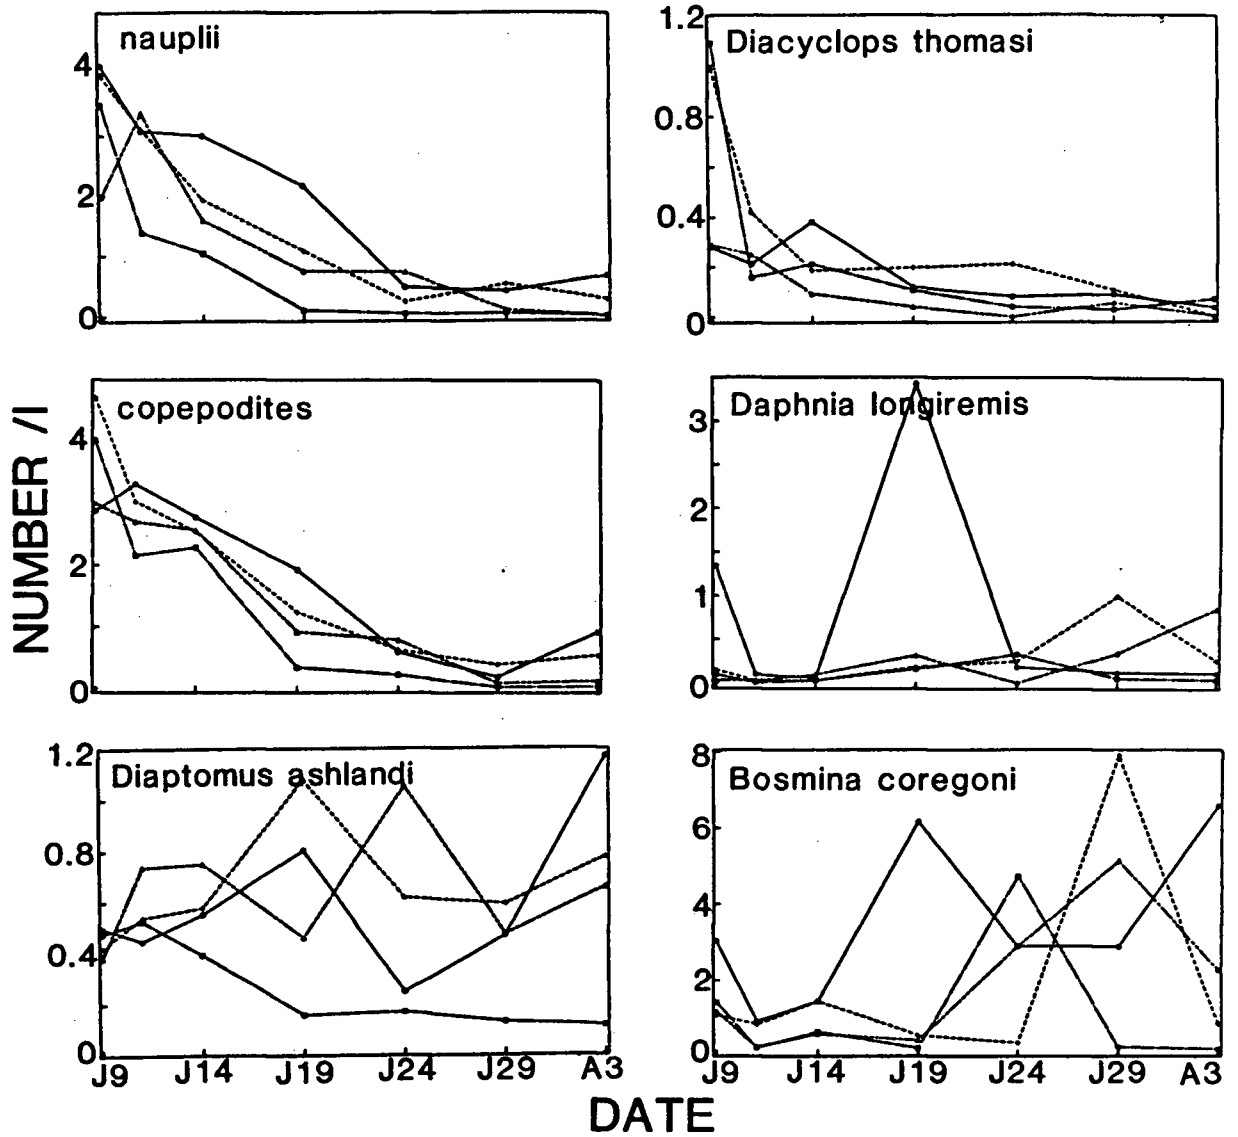 nauplii
4
2
0
Diacyclops thomasi
1.2
0.8
0.4
0
NUMBER /l
copepodites
4
2
0
Daphnia longiremis
3
2
1
0
Diaptomus ashlandi
1.2
0.8
0.4
0
J9 J14 J19 J24 J29 A3
Bosmina coregoni
8
6
4
2
0
J9 J14 J19 J24 J29 A3
DATE